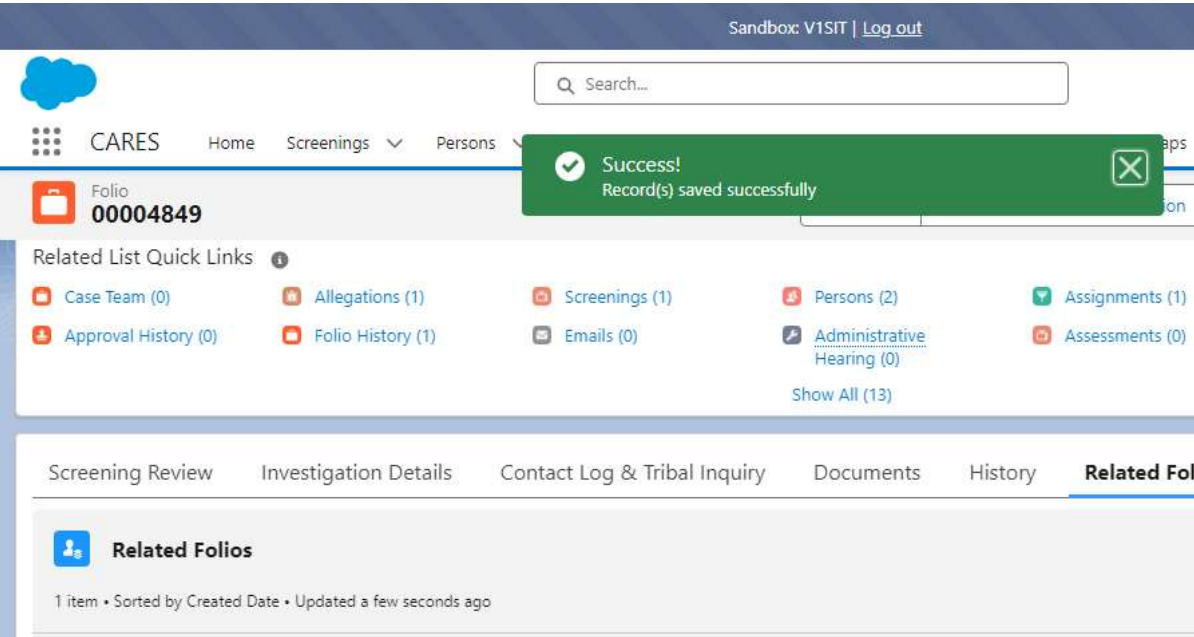 Sandbox: V1SIT | Log out
Search...
CARES Home Screenings Persons
Success!
Record(s) saved successfully
Folio
00004849
Related List Quick Links
Case Team (0) Allegations (1) Screenings (1) Persons (2) Assignments (1)
Approval History (0) Folio History (1) Emails (0) Administrative Hearing (0) Assessments (0)
Show All (13)
Screening Review Investigation Details Contact Log & Tribal Inquiry Documents History Related Fol
Related Folios
1 item • Sorted by Created Date • Updated a few seconds ago